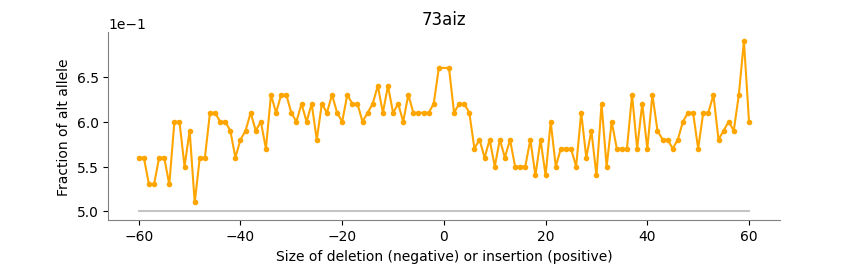 73aiz
1e−1
6.5
6.0
5.5
5.0
Fraction of alt allele
−60 −40 −20 0 20 40 60
Size of deletion (negative) or insertion (positive)